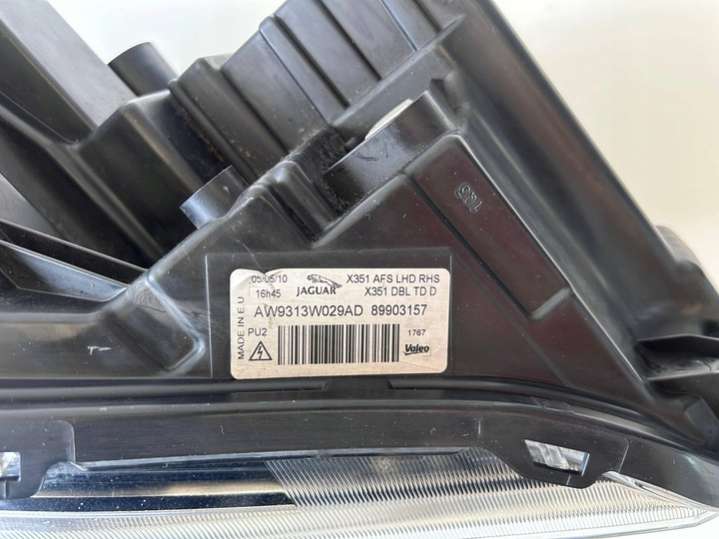 05/05/10 JAGUAR X351 AFS LHD RHS
16h45 X351 DBL TD D
AW9313W029AD 89903157
PU2 1767
Valeo
MADE IN E.U